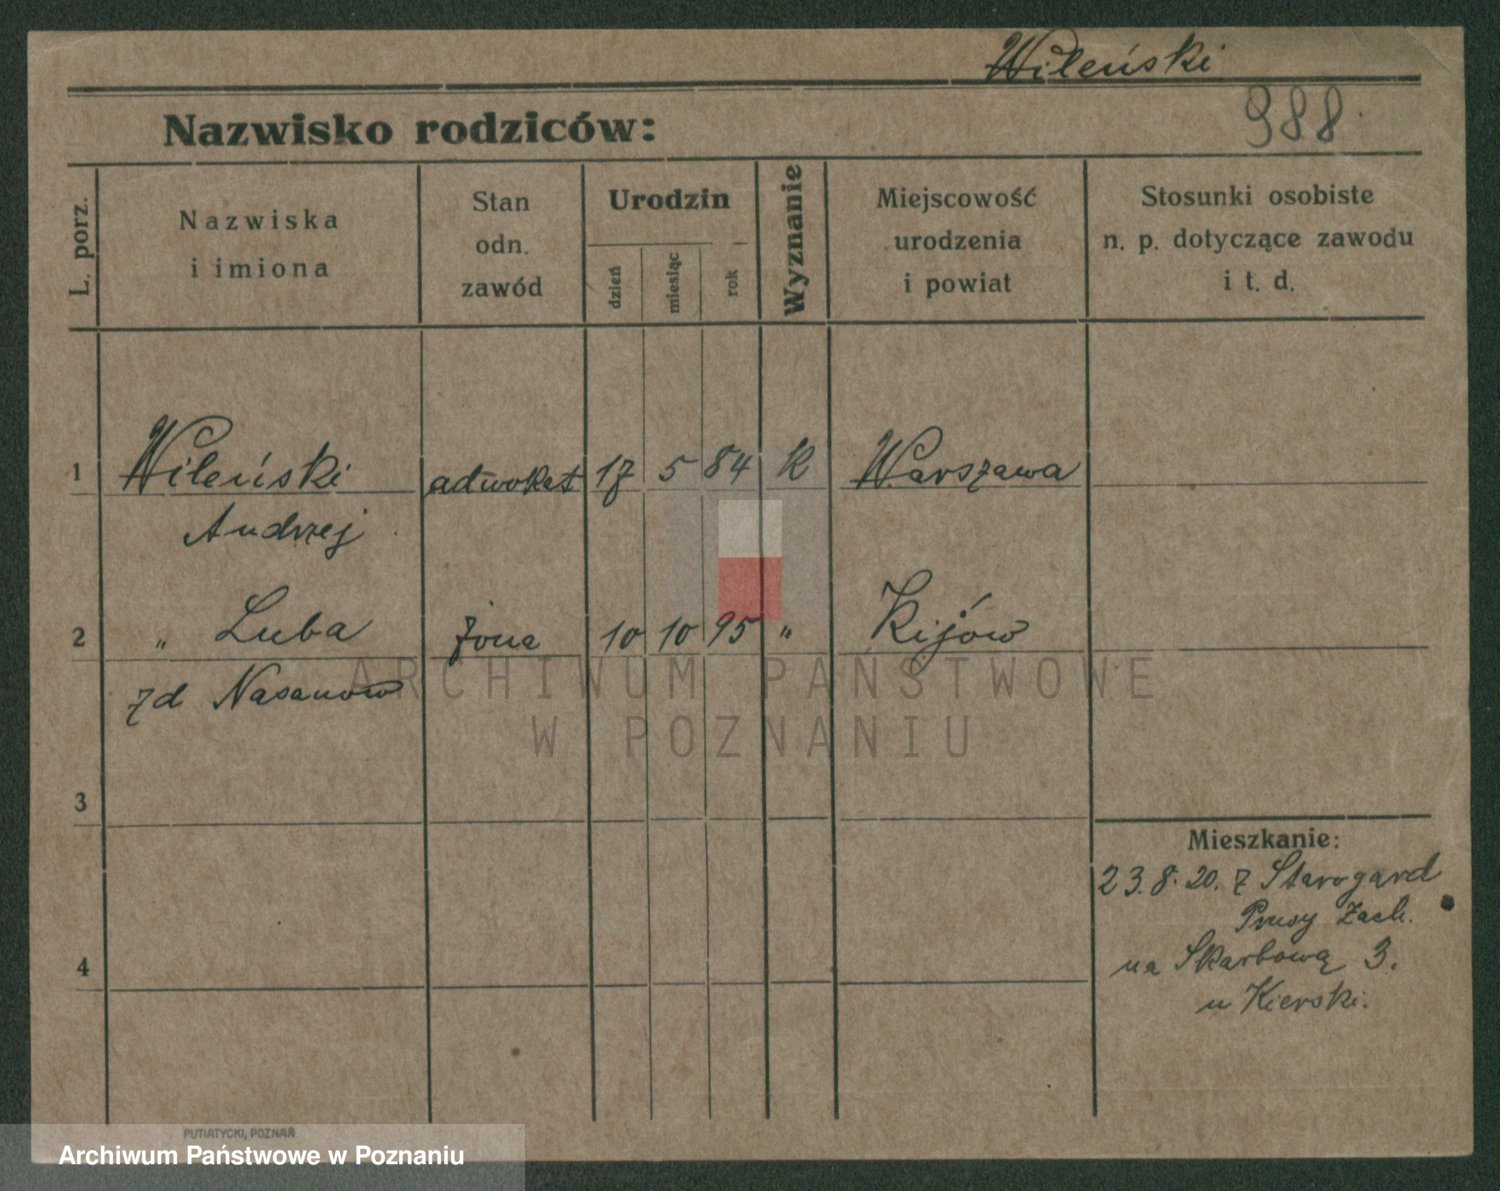 Wileński
988.
Nazwisko rodziców:
L. porz.
Nazwiska
i imiona
Stan
odn.
zawód
Urodzin
dzień
miesiąc
rok
Wyznanie
Miejscowość
urodzenia
i powiat
Stosunki osobiste
n. p. dotyczące zawodu
i t. d.
1 Wileński adwokat 17 5 84 k Warszawa
Andrzej
2 " Luba żona 10 10 95 " Kijów
zd Nasanow
ARCHIWUM PAŃSTWOWE
W POZNANIU
3
Mieszkanie:
23.8.20. z Starogard
Prusy Zach.
na Skarbową 3.
4
u Kierski.
PUTIATYCKI, POZNAŃ
Archiwum Państwowe w Poznaniu